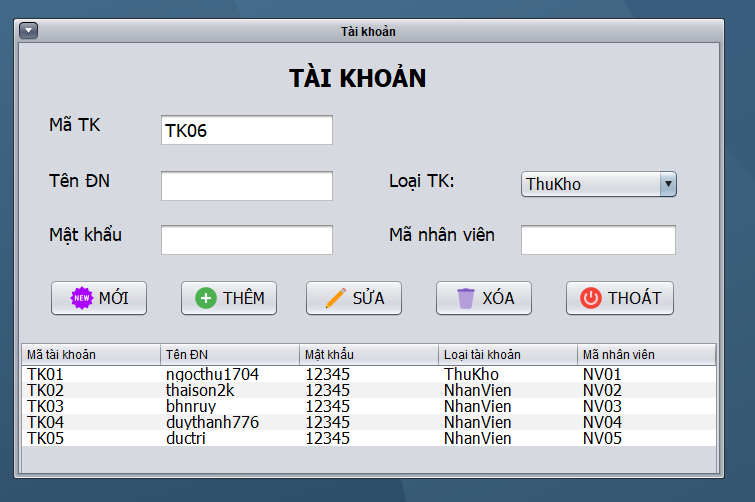 Tài khoản
TÀI KHOẢN
Mã TK TK06
Tên ĐN Loại TK: ThuKho
Mật khẩu Mã nhân viên
NEW MỚI THÊM SỬA XÓA THOÁT
Mã tài khoản Tên ĐN Mật khẩu Loại tài khoản Mã nhân viên
TK01 ngocthu1704 12345 ThuKho NV01
TK02 thaison2k 12345 NhanVien NV02
TK03 bhnruy 12345 NhanVien NV03
TK04 duythanh776 12345 NhanVien NV04
TK05 ductri 12345 NhanVien NV05